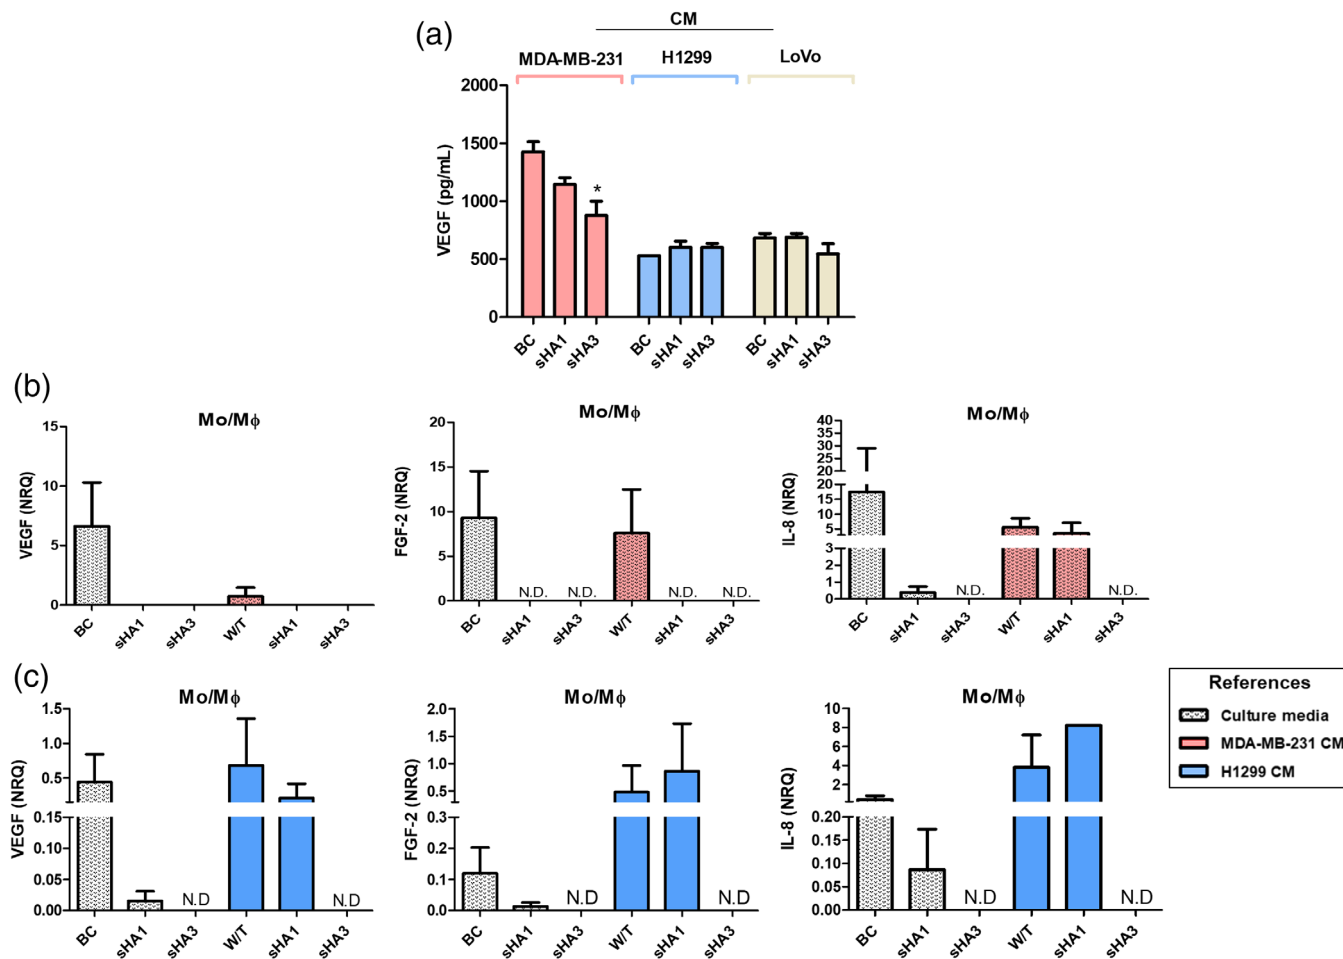 (a)
CM
MDA-MB-231 H1299 LoVo
VEGF (pg/mL)
2000
1500
1000
500
0
*
BC sHA1 sHA3 BC sHA1 sHA3 BC sHA1 sHA3
(b)
Mo/Mϕ
VEGF (NRQ)
15
10
5
0
BC sHA1 sHA3 W/T sHA1 sHA3
Mo/Mϕ
FGF-2 (NRQ)
20
15
10
5
0
N.D. N.D. N.D. N.D.
BC sHA1 sHA3 W/T sHA1 sHA3
Mo/Mϕ
IL-8 (NRQ)
40
35
30
25
20
20
15
10
5
3
2
1
0
N.D. N.D.
BC sHA1 sHA3 W/T sHA1 sHA3
(c)
Mo/Mϕ
VEGF (NRQ)
1.5
1.0
0.5
0.15
0.10
0.05
0.00
N.D N.D
BC sHA1 sHA3 W/T sHA1 sHA3
Mo/Mϕ
FGF-2 (NRQ)
2.0
1.5
1.0
0.5
0.3
0.2
0.1
0.0
N.D N.D
BC sHA1 sHA3 W/T sHA1 sHA3
Mo/Mϕ
IL-8 (NRQ)
10
8
6
4
2
0.20
0.15
0.10
0.05
0.00
N.D N.D
BC sHA1 sHA3 W/T sHA1 sHA3
References
Culture media
MDA-MB-231 CM
H1299 CM